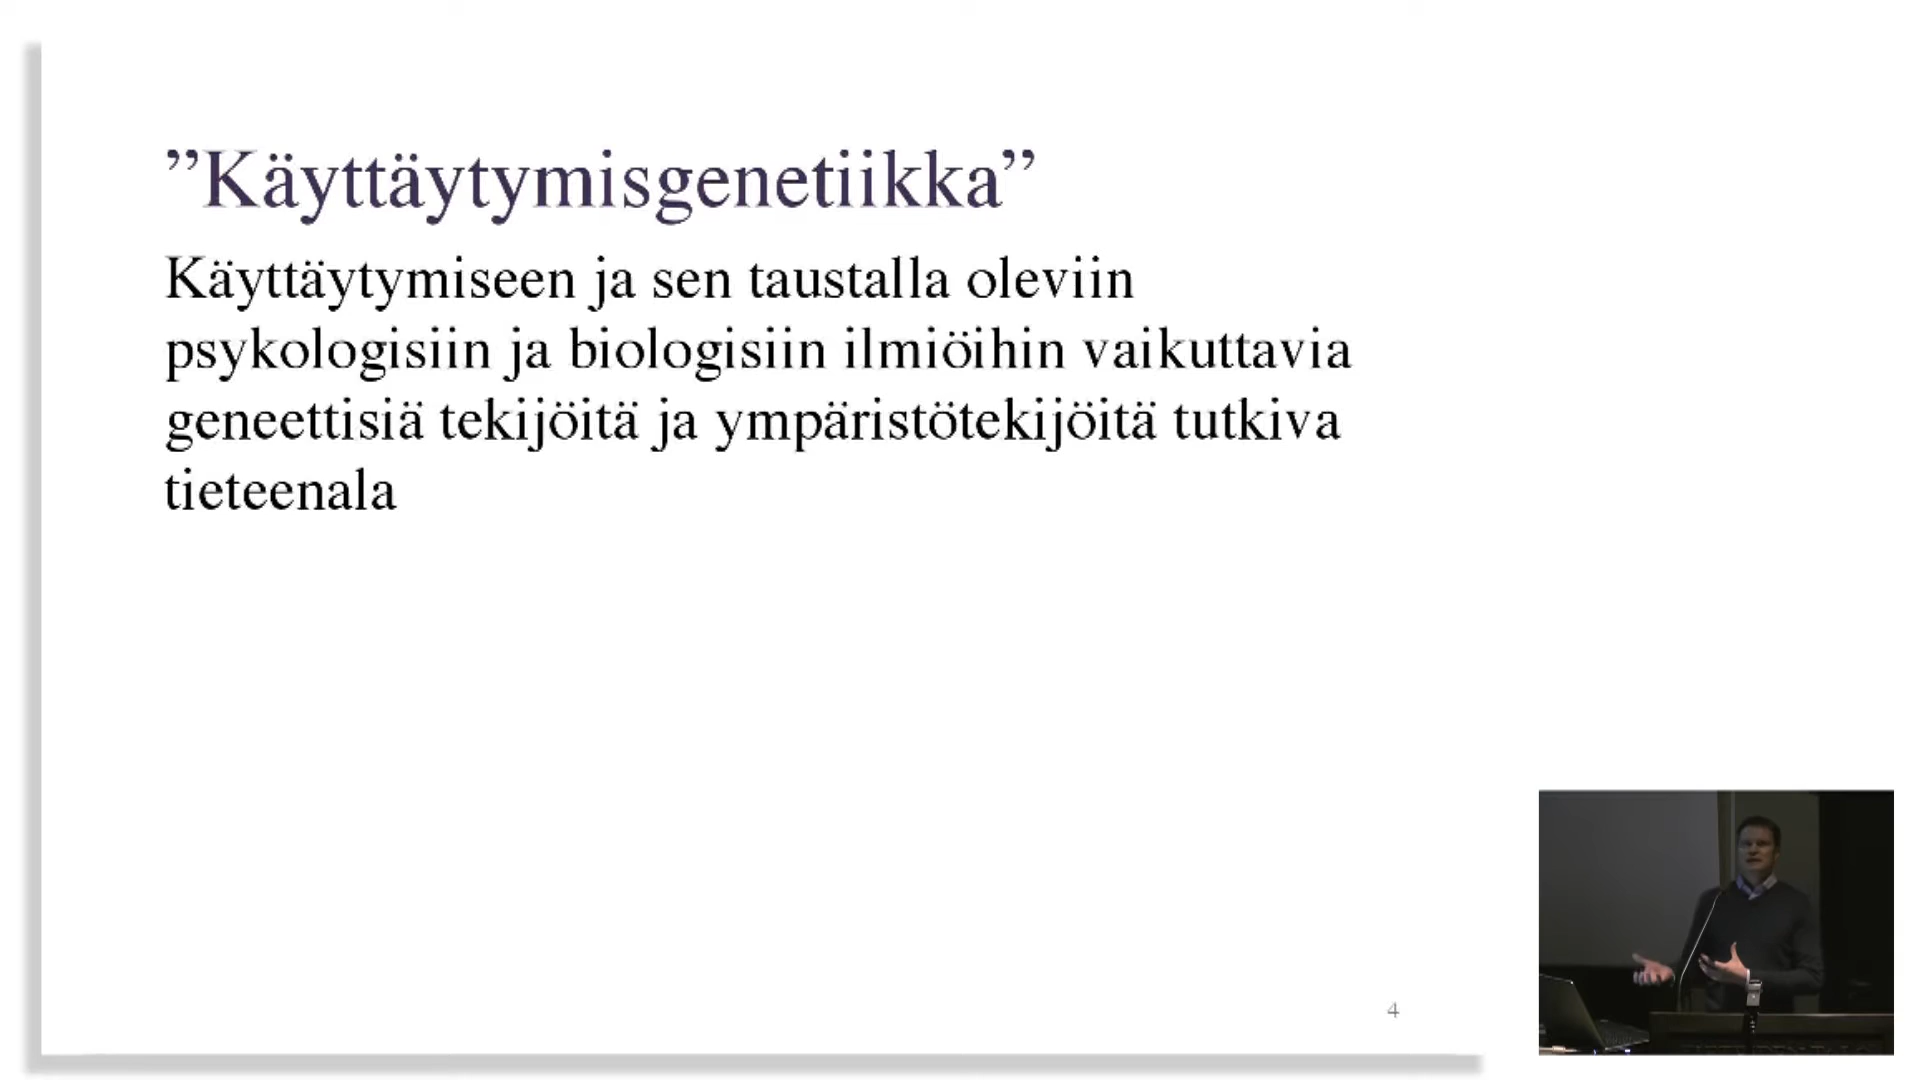 ”Käyttäytymisgenetiikka”
Käyttäytymiseen ja sen taustalla oleviin
psykologisiin ja biologisiin ilmiöihin vaikuttavia
geneettisiä tekijöitä ja ympäristötekijöitä tutkiva
tieteenala
4